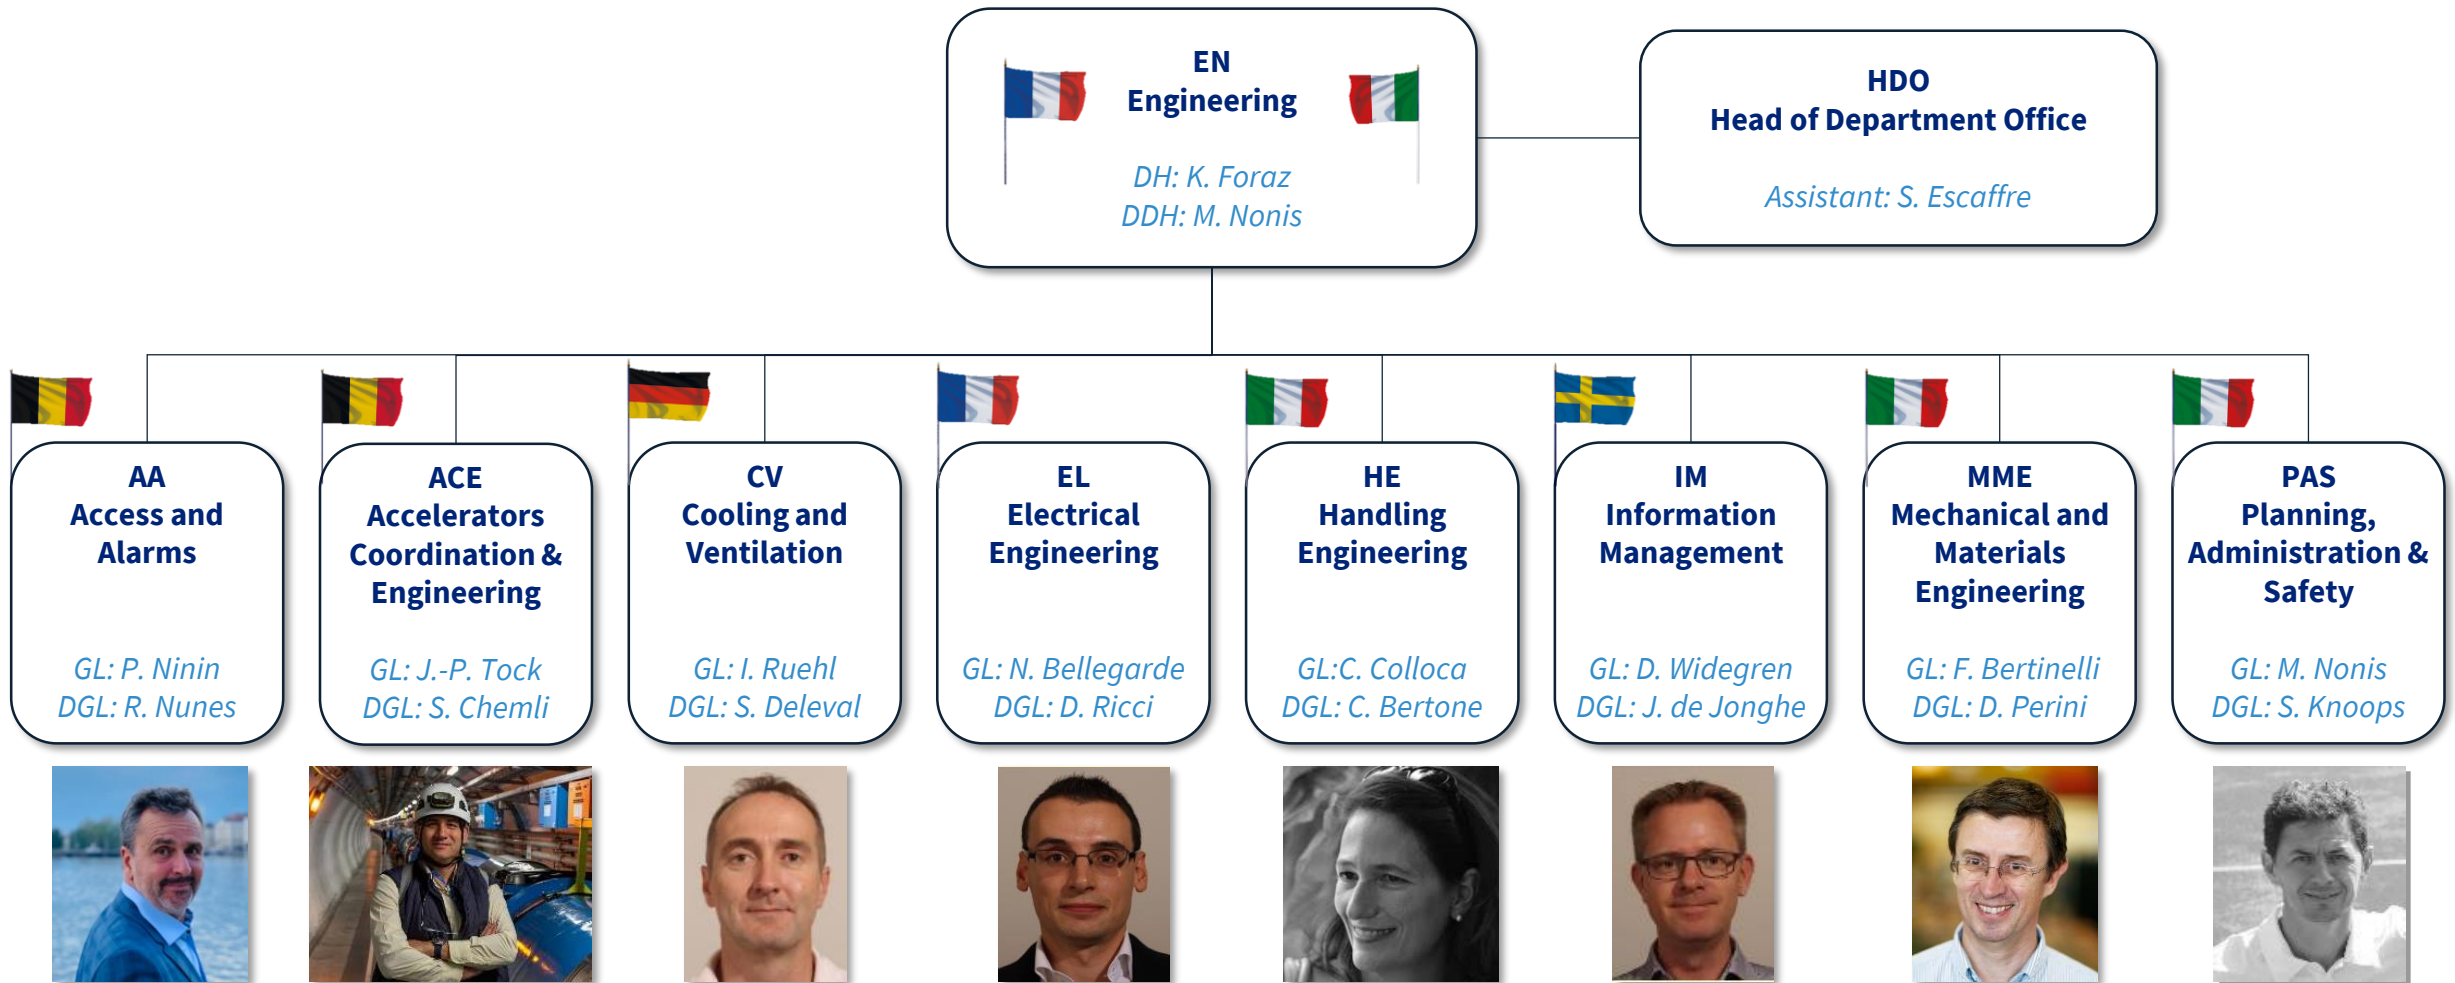 EN
Engineering
DH: K. Foraz
DDH: M. Nonis
HDO
Head of Department Office
Assistant: S. Escaffre
AA
Access and
Alarms
GL: P. Ninin
DGL: R. Nunes
ACE
Accelerators
Coordination &
Engineering
GL: J.-P. Tock
DGL: S. Chemli
CV
Cooling and
Ventilation
GL: I. Ruehl
DGL: S. Deleval
EL
Electrical
Engineering
GL: N. Bellegarde
DGL: D. Ricci
HE
Handling
Engineering
GL:C. Colloca
DGL: C. Bertone
IM
Information
Management
GL: D. Widegren
DGL: J. de Jonghe
MME
Mechanical and
Materials
Engineering
GL: F. Bertinelli
DGL: D. Perini
PAS
Planning,
Administration &
Safety
GL: M. Nonis
DGL: S. Knoops